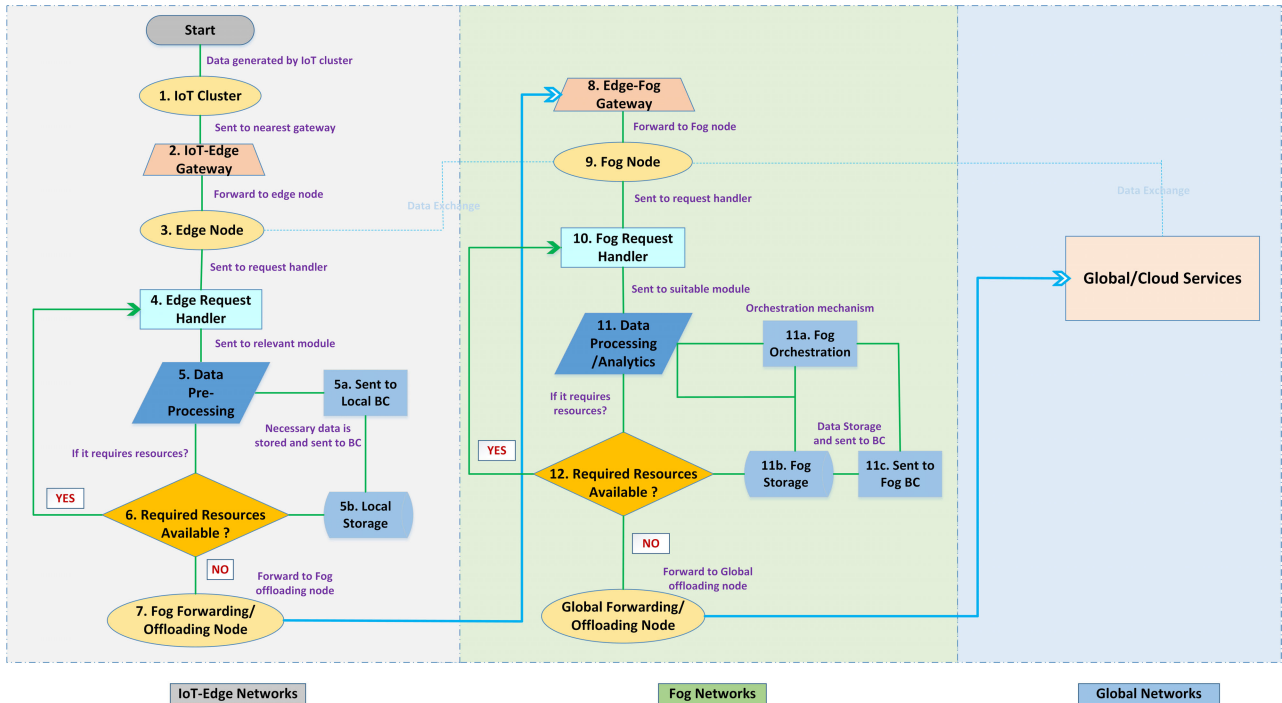 Start
Data generated by IoT cluster
1. IoT Cluster
Sent to nearest gateway
2. IoT-Edge
Gateway
Forward to edge node
3. Edge Node
Data Exchange
Sent to request handler
4. Edge Request
Handler
Sent to relevant module
5. Data
Pre-
Processing
5a. Sent to
Local BC
Necessary data is
stored and sent to BC
If it requires resources?
YES
6. Required Resources
Available ?
5b. Local
Storage
NO
Forward to Fog
offloading node
7. Fog Forwarding/
Offloading Node
IoT-Edge Networks
8. Edge-Fog
Gateway
Forward to Fog node
9. Fog Node
Sent to request handler
10. Fog Request
Handler
Sent to suitable module
Orchestration mechanism
11. Data
Processing
/Analytics
11a. Fog
Orchestration
If it requires
resources?
Data Storage
and sent to BC
YES
12. Required Resources
Available ?
11b. Fog
Storage
11c. Sent to
Fog BC
NO
Forward to Global
offloading node
Global Forwarding/
Offloading Node
Fog Networks
Data Exchange
Global/Cloud Services
Global Networks